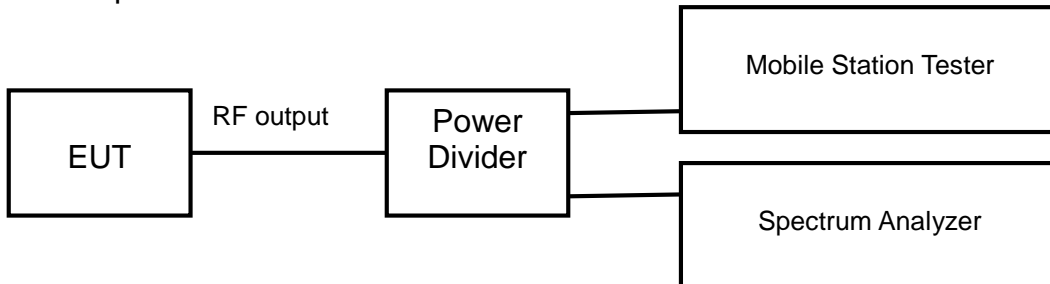 Mobile Station Tester
RF output
EUT
Power
Divider
Spectrum Analyzer